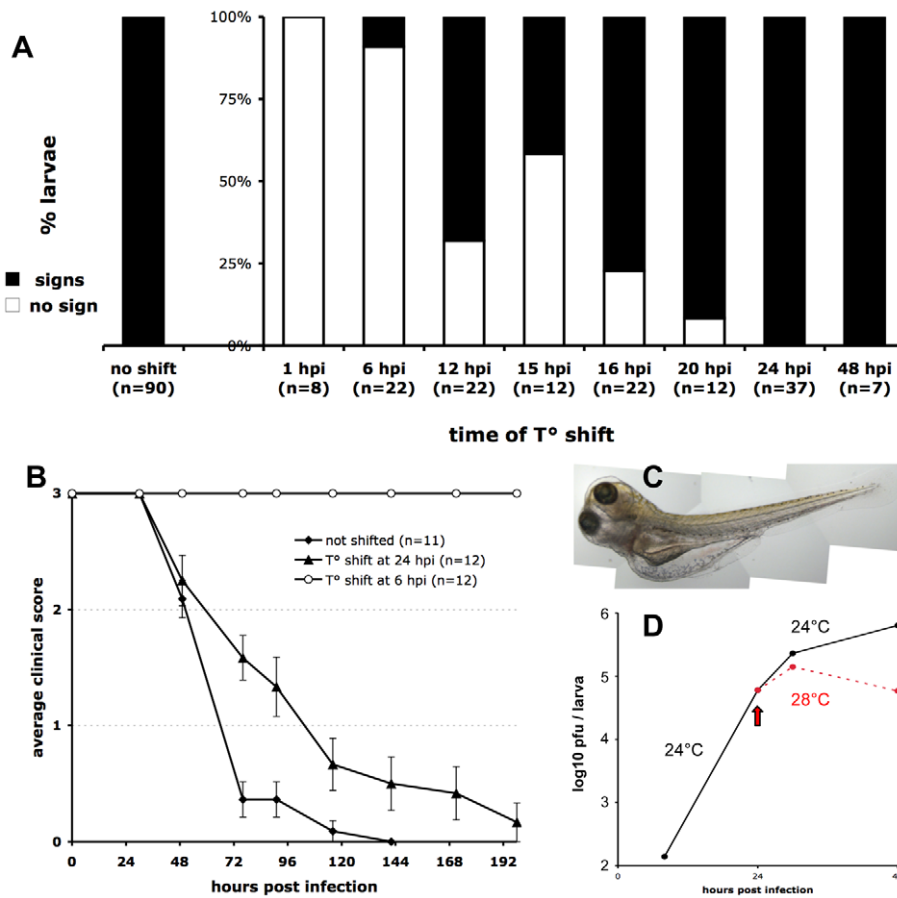 A
100%
75%
50%
25%
0%
% larvae
signs
no sign
no shift
(n=90)
1 hpi
(n=8)
6 hpi
(n=22)
12 hpi
(n=22)
15 hpi
(n=12)
16 hpi
(n=22)
20 hpi
(n=12)
24 hpi
(n=37)
48 hpi
(n=7)
time of T° shift
B
3
2
1
0
average clinical score
not shifted (n=11)
T° shift at 24 hpi (n=12)
T° shift at 6 hpi (n=12)
0 24 48 72 96 120 144 168 192
hours post infection
C
D
6
5
4
3
2
log10 pfu / larva
24°C
24°C
28°C
0 24
hours post infection